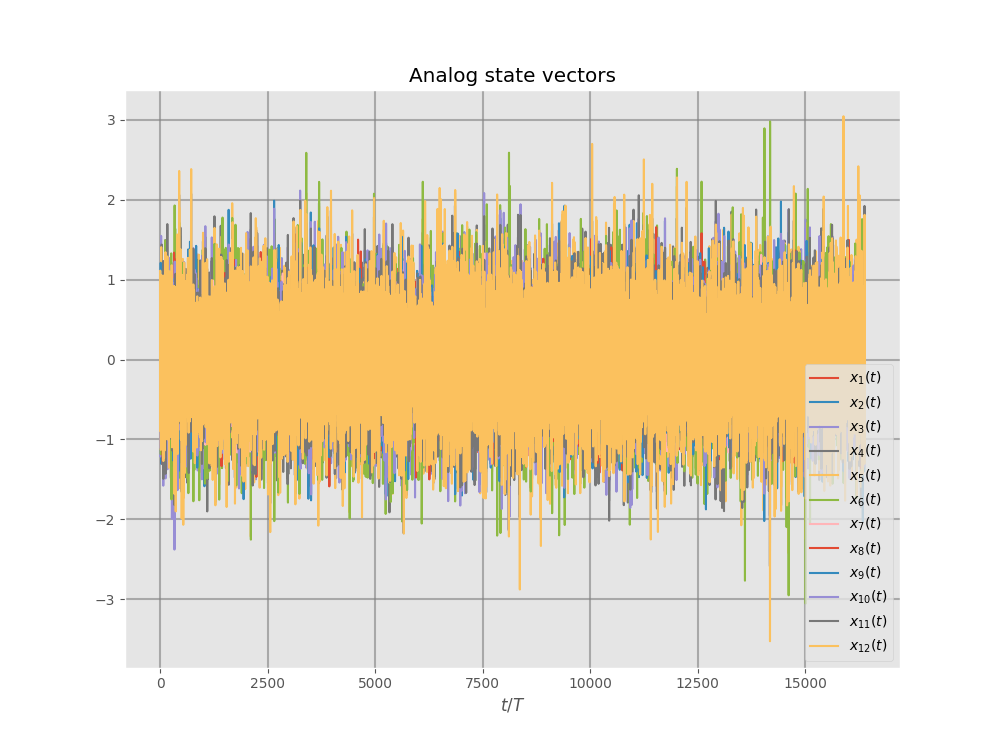 Analog state vectors
3
2
1
0
−1
−2
−3
0 2500 5000 7500 10000 12500 15000
t/T
x₁(t)
x₂(t)
x₃(t)
x₄(t)
x₅(t)
x₆(t)
x₇(t)
x₈(t)
x₉(t)
x₁₀(t)
x₁₁(t)
x₁₂(t)